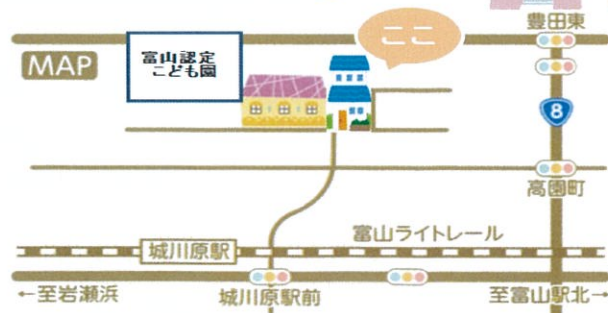 豊田東
ここ
MAP
富山認定
こども園
8
高園町
富山ライトレール
城川原駅
←至岩瀬浜
城川原駅前
至富山駅北→